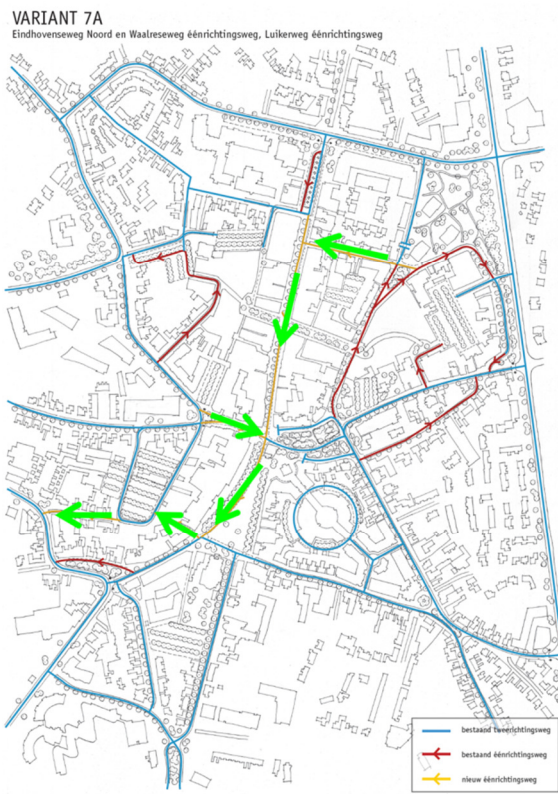 VARIANT 7A
Eindhovenseweg Noord en Waalreseweg éénrichtingsweg, Luikerweg éénrichtingsweg
bestaand tweerichtingsweg
bestaand éénrichtingsweg
nieuw éénrichtingsweg